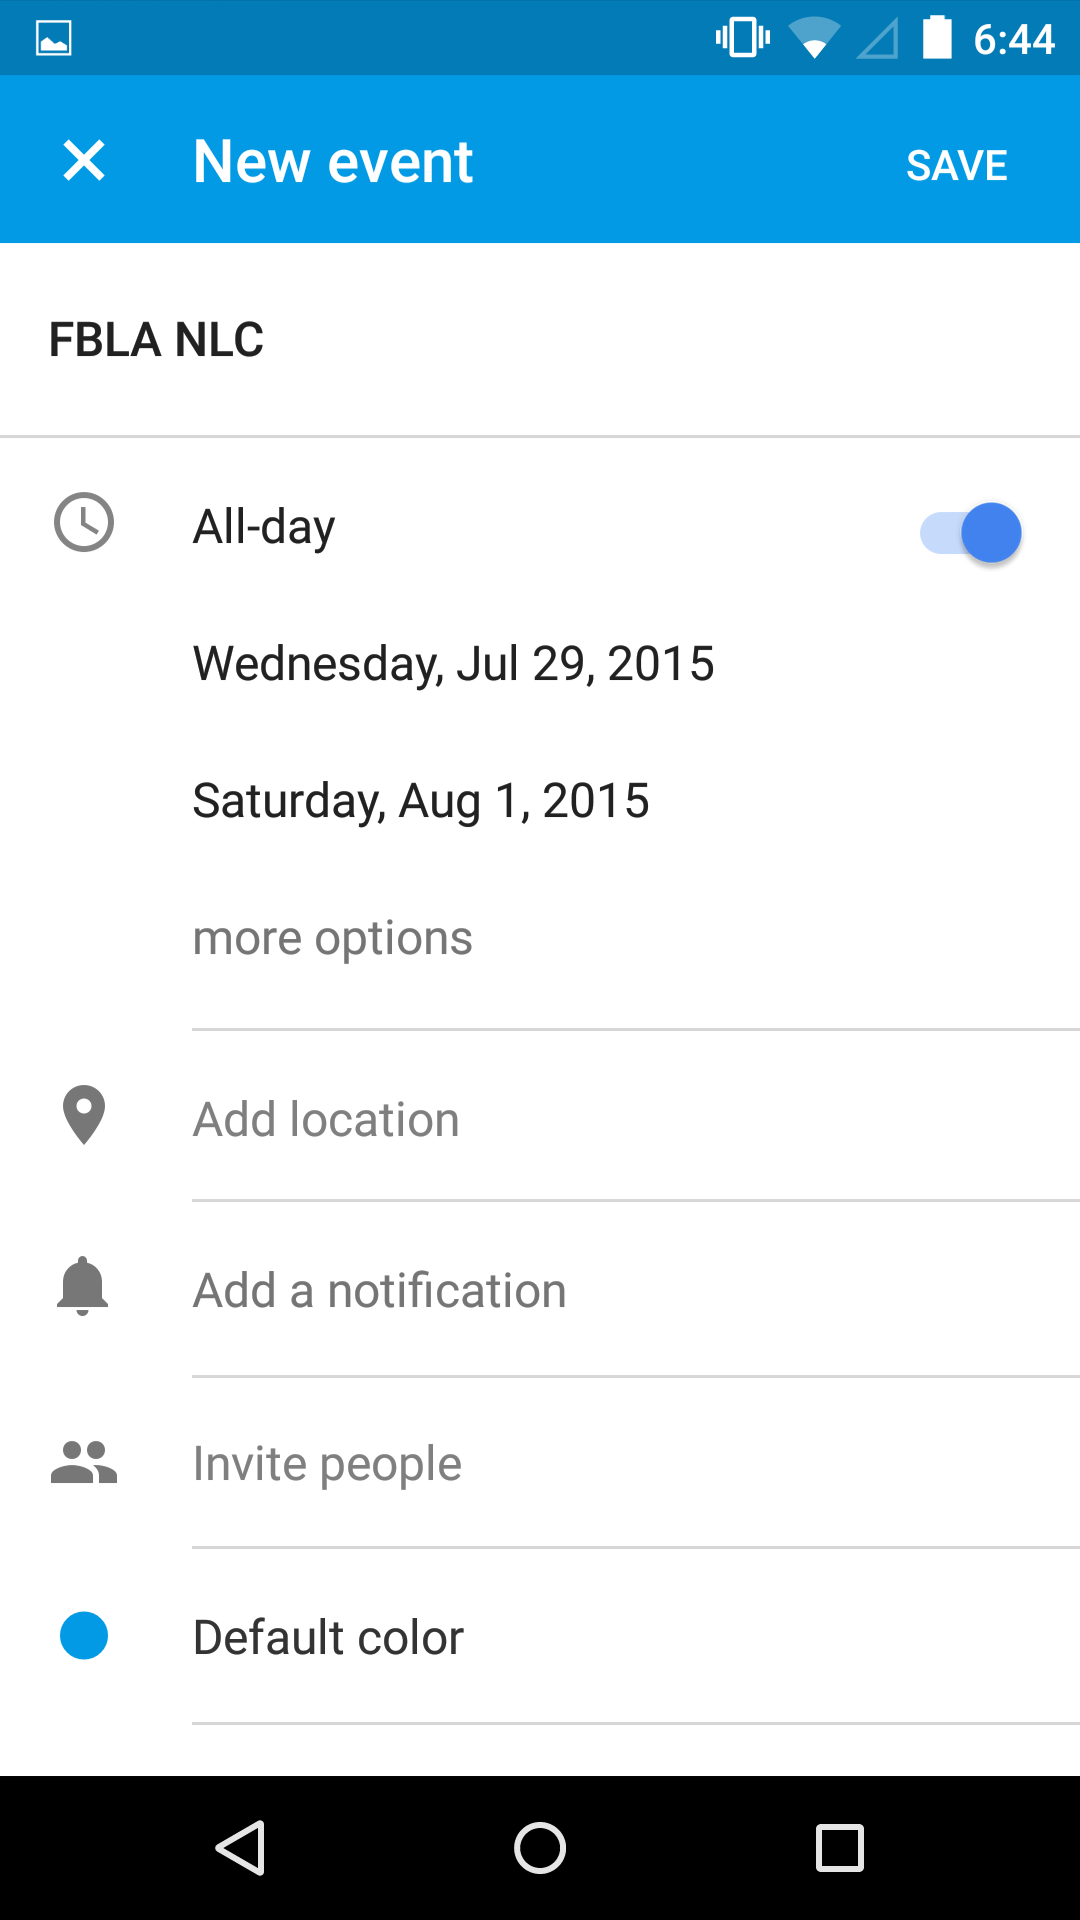 6:44
New event
SAVE
FBLA NLC
All-day
Wednesday, Jul 29, 2015
Saturday, Aug 1, 2015
more options
Add location
Add a notification
Invite people
Default color